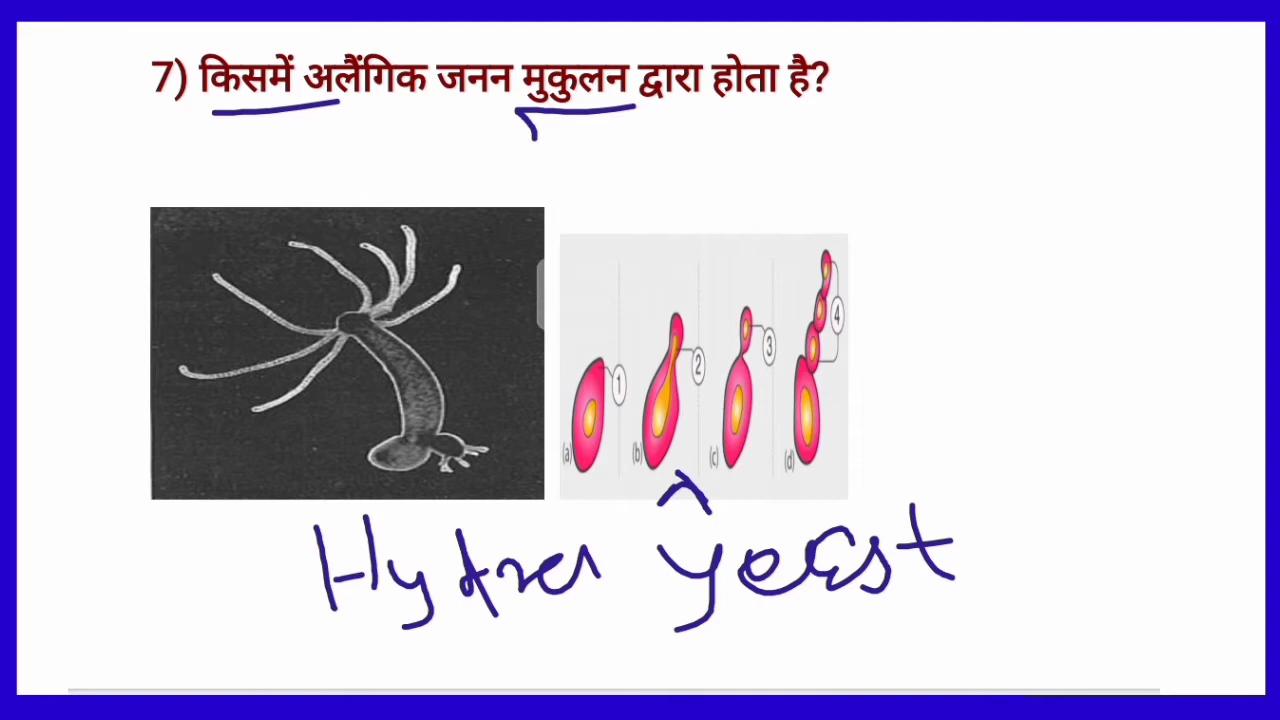 7) किसमें अलैंगिक जनन मुकुलन द्वारा होता है?
1
2
3
4
(a)
(b)
(c)
(d)
Hydra yeast